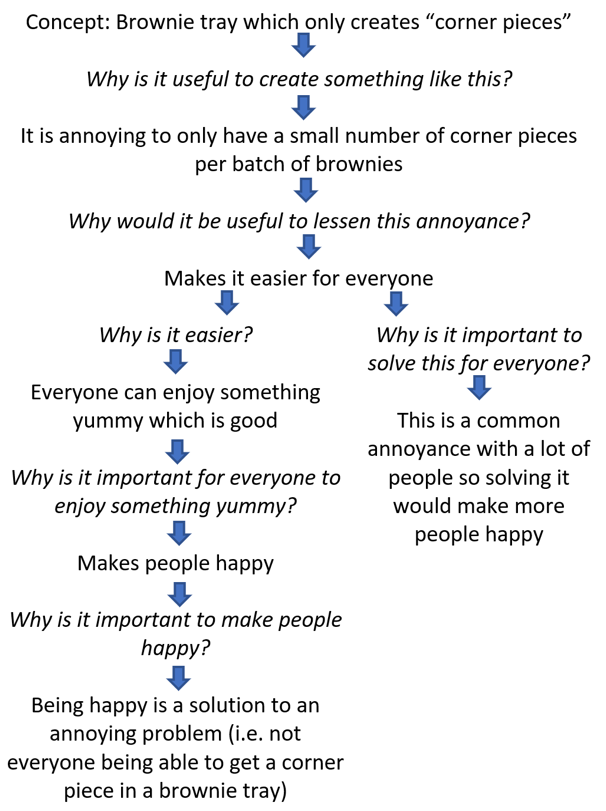 Concept: Brownie tray which only creates “corner pieces”
Why is it useful to create something like this?
It is annoying to only have a small number of corner pieces
per batch of brownies
Why would it be useful to lessen this annoyance?
Makes it easier for everyone
Why is it easier?
Everyone can enjoy something
yummy which is good
Why is it important for everyone to
enjoy something yummy?
Makes people happy
Why is it important to make people
happy?
Being happy is a solution to an
annoying problem (i.e. not
everyone being able to get a corner
piece in a brownie tray)
Why is it important to
solve this for everyone?
This is a common
annoyance with a lot of
people so solving it
would make more
people happy